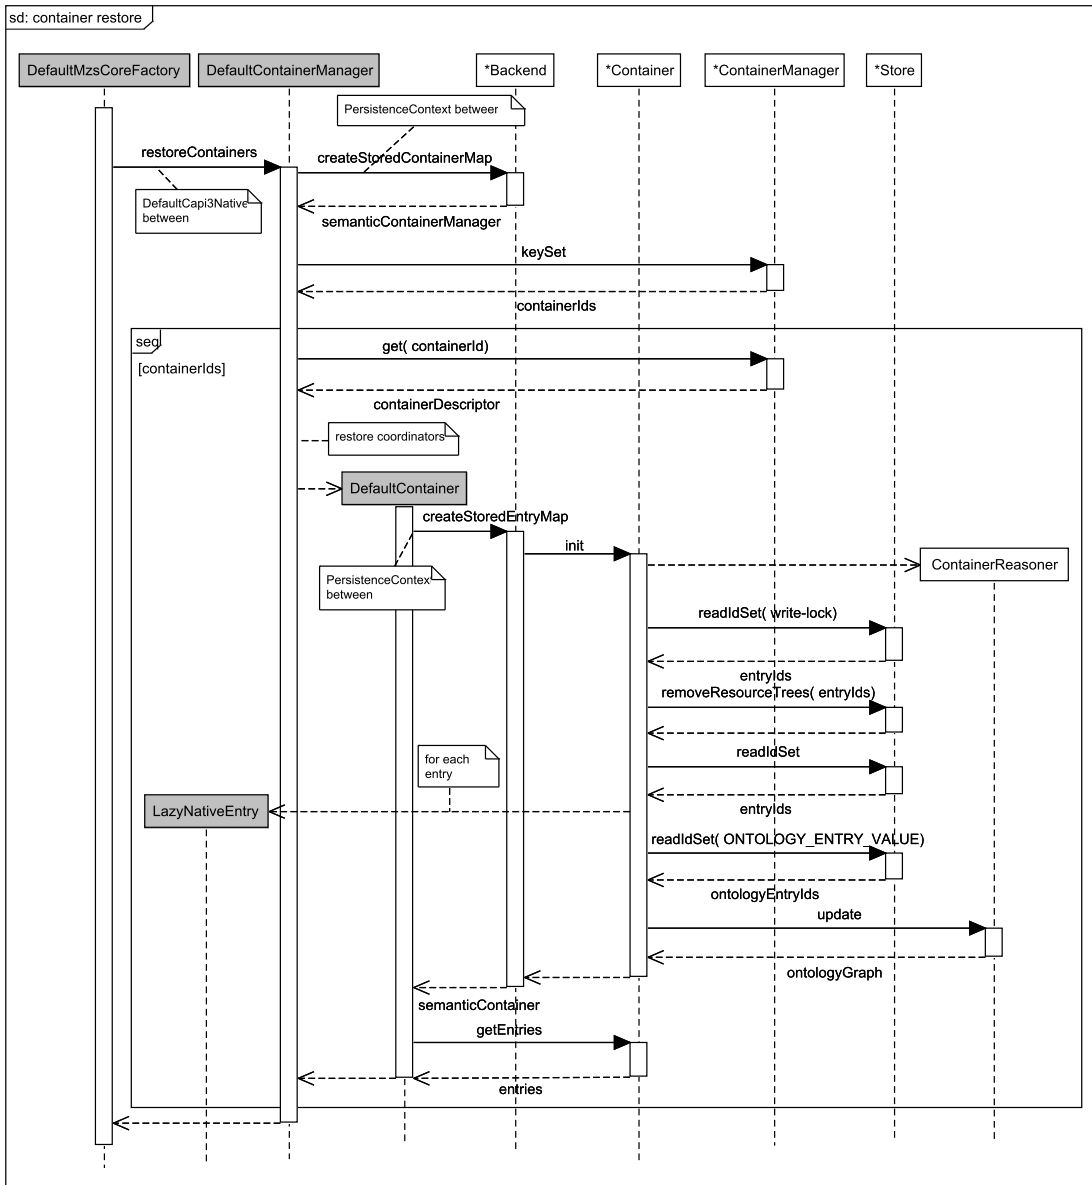 sd: container restore
DefaultMzsCoreFactory
DefaultContainerManager
*Backend
*Container
*ContainerManager
*Store
PersistenceContext between
restoreContainers
createStoredContainerMap
DefaultCapi3Native
between
semanticContainerManager
keySet
containerIds
seq
get( containerId)
[containerIds]
containerDescriptor
restore coordinators
DefaultContainer
createStoredEntryMap
init
ContainerReasoner
PersistenceContext
between
readIdSet( write-lock)
entryIds
removeResourceTrees( entryIds)
for each
entry
readIdSet
LazyNativeEntry
entryIds
readIdSet( ONTOLOGY_ENTRY_VALUE)
ontologyEntryIds
update
ontologyGraph
semanticContainer
getEntries
entries